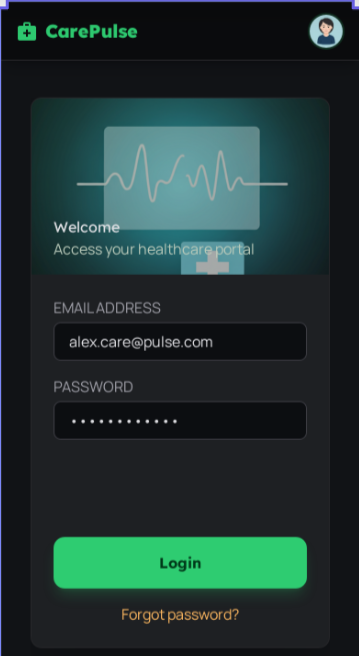 CarePulse
Welcome
Access your healthcare portal
EMAIL ADDRESS
alex.care@pulse.com
PASSWORD
••••••••••••
Login
Forgot password?